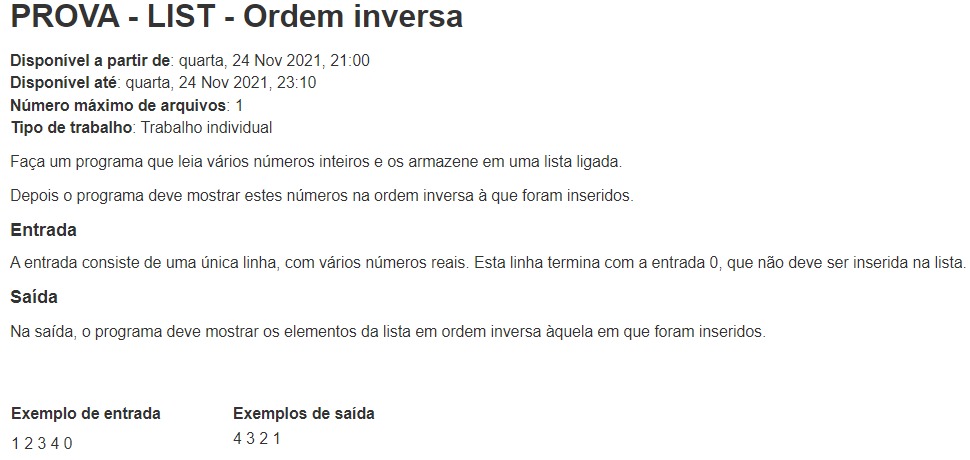 PROVA - LIST - Ordem inversa
Disponível a partir de: quarta, 24 Nov 2021, 21:00
Disponível até: quarta, 24 Nov 2021, 23:10
Número máximo de arquivos: 1
Tipo de trabalho: Trabalho individual
Faça um programa que leia vários números inteiros e os armazene em uma lista ligada.
Depois o programa deve mostrar estes números na ordem inversa à que foram inseridos.
Entrada
A entrada consiste de uma única linha, com vários números reais. Esta linha termina com a entrada 0, que não deve ser inserida na lista.
Saída
Na saída, o programa deve mostrar os elementos da lista em ordem inversa àquela em que foram inseridos.
Exemplo de entrada Exemplos de saída
1 2 3 4 0 4 3 2 1